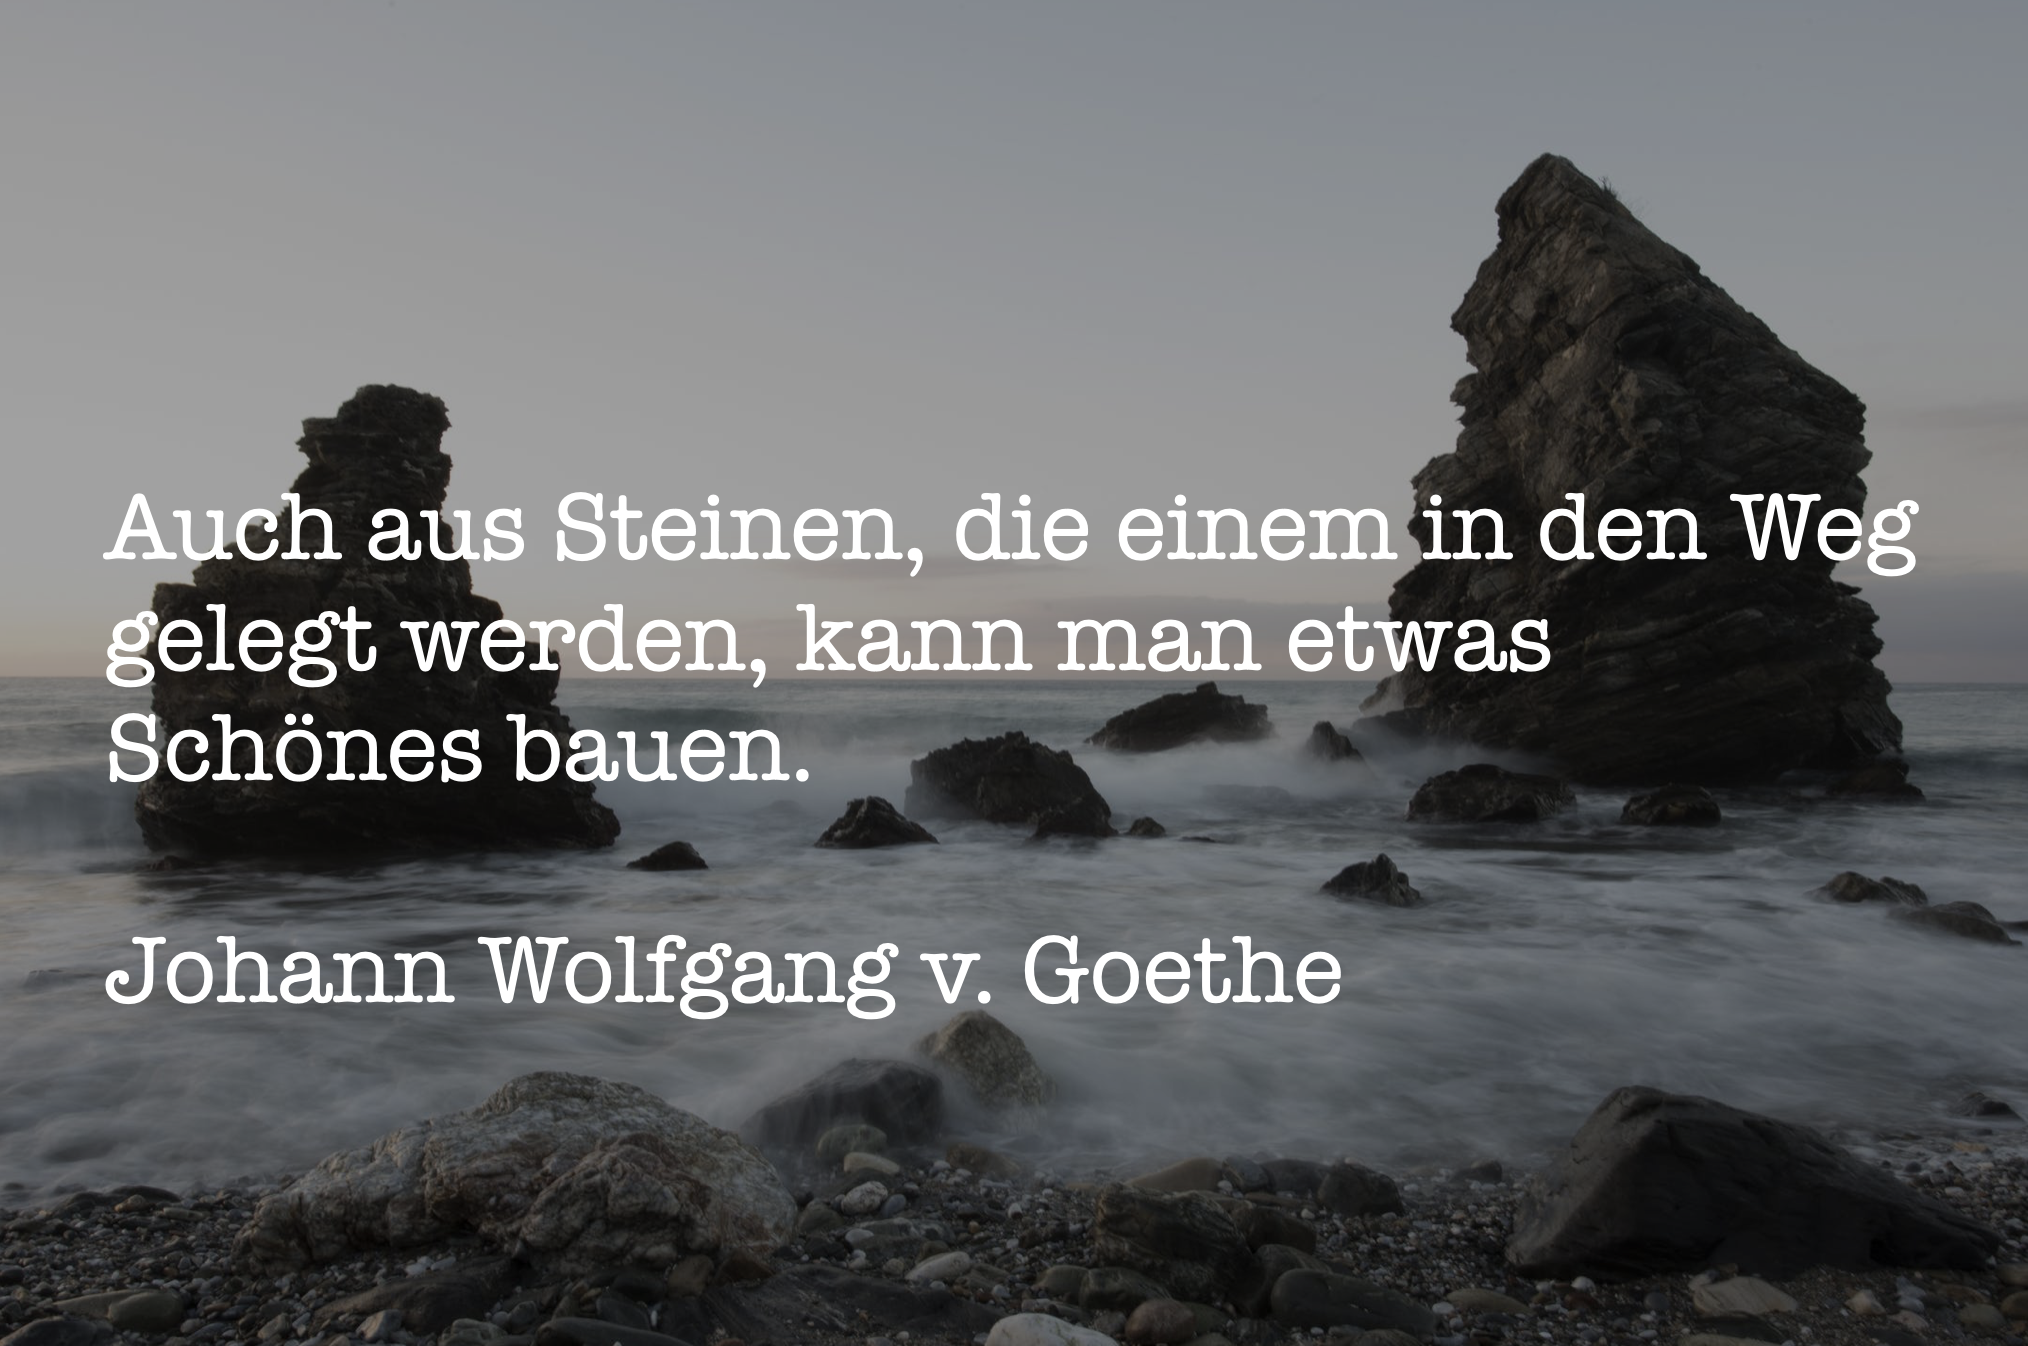 Auch aus Steinen, die einem in den Weg
gelegt werden, kann man etwas
Schönes bauen.
Johann Wolfgang v. Goethe